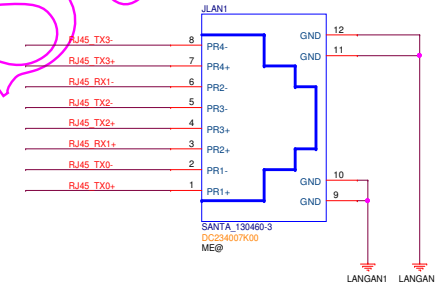 JLAN1
RJ45_TX3- 8 PR4- GND 12
RJ45_TX3+ 7 PR4+ GND 11
RJ45_RX1- 6 PR2-
RJ45_TX2- 5 PR3-
RJ45_TX2+ 4 PR3+
RJ45_RX1+ 3 PR2+
RJ45_TX0- 2 PR1- GND 10
RJ45_TX0+ 1 PR1+ GND 9
SANTA_130460-3
DC234007K00
ME@
LANGAN1 LANGAN